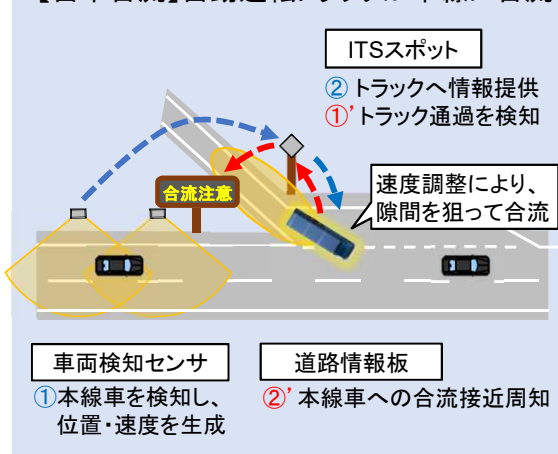 ITSスポット
② トラックへ情報提供
①’トラック通過を検知
合流注意
速度調整により、
隙間を狙って合流
車両検知センサ
①本線車を検知し、
位置・速度を生成
道路情報板
②’本線車への合流接近周知